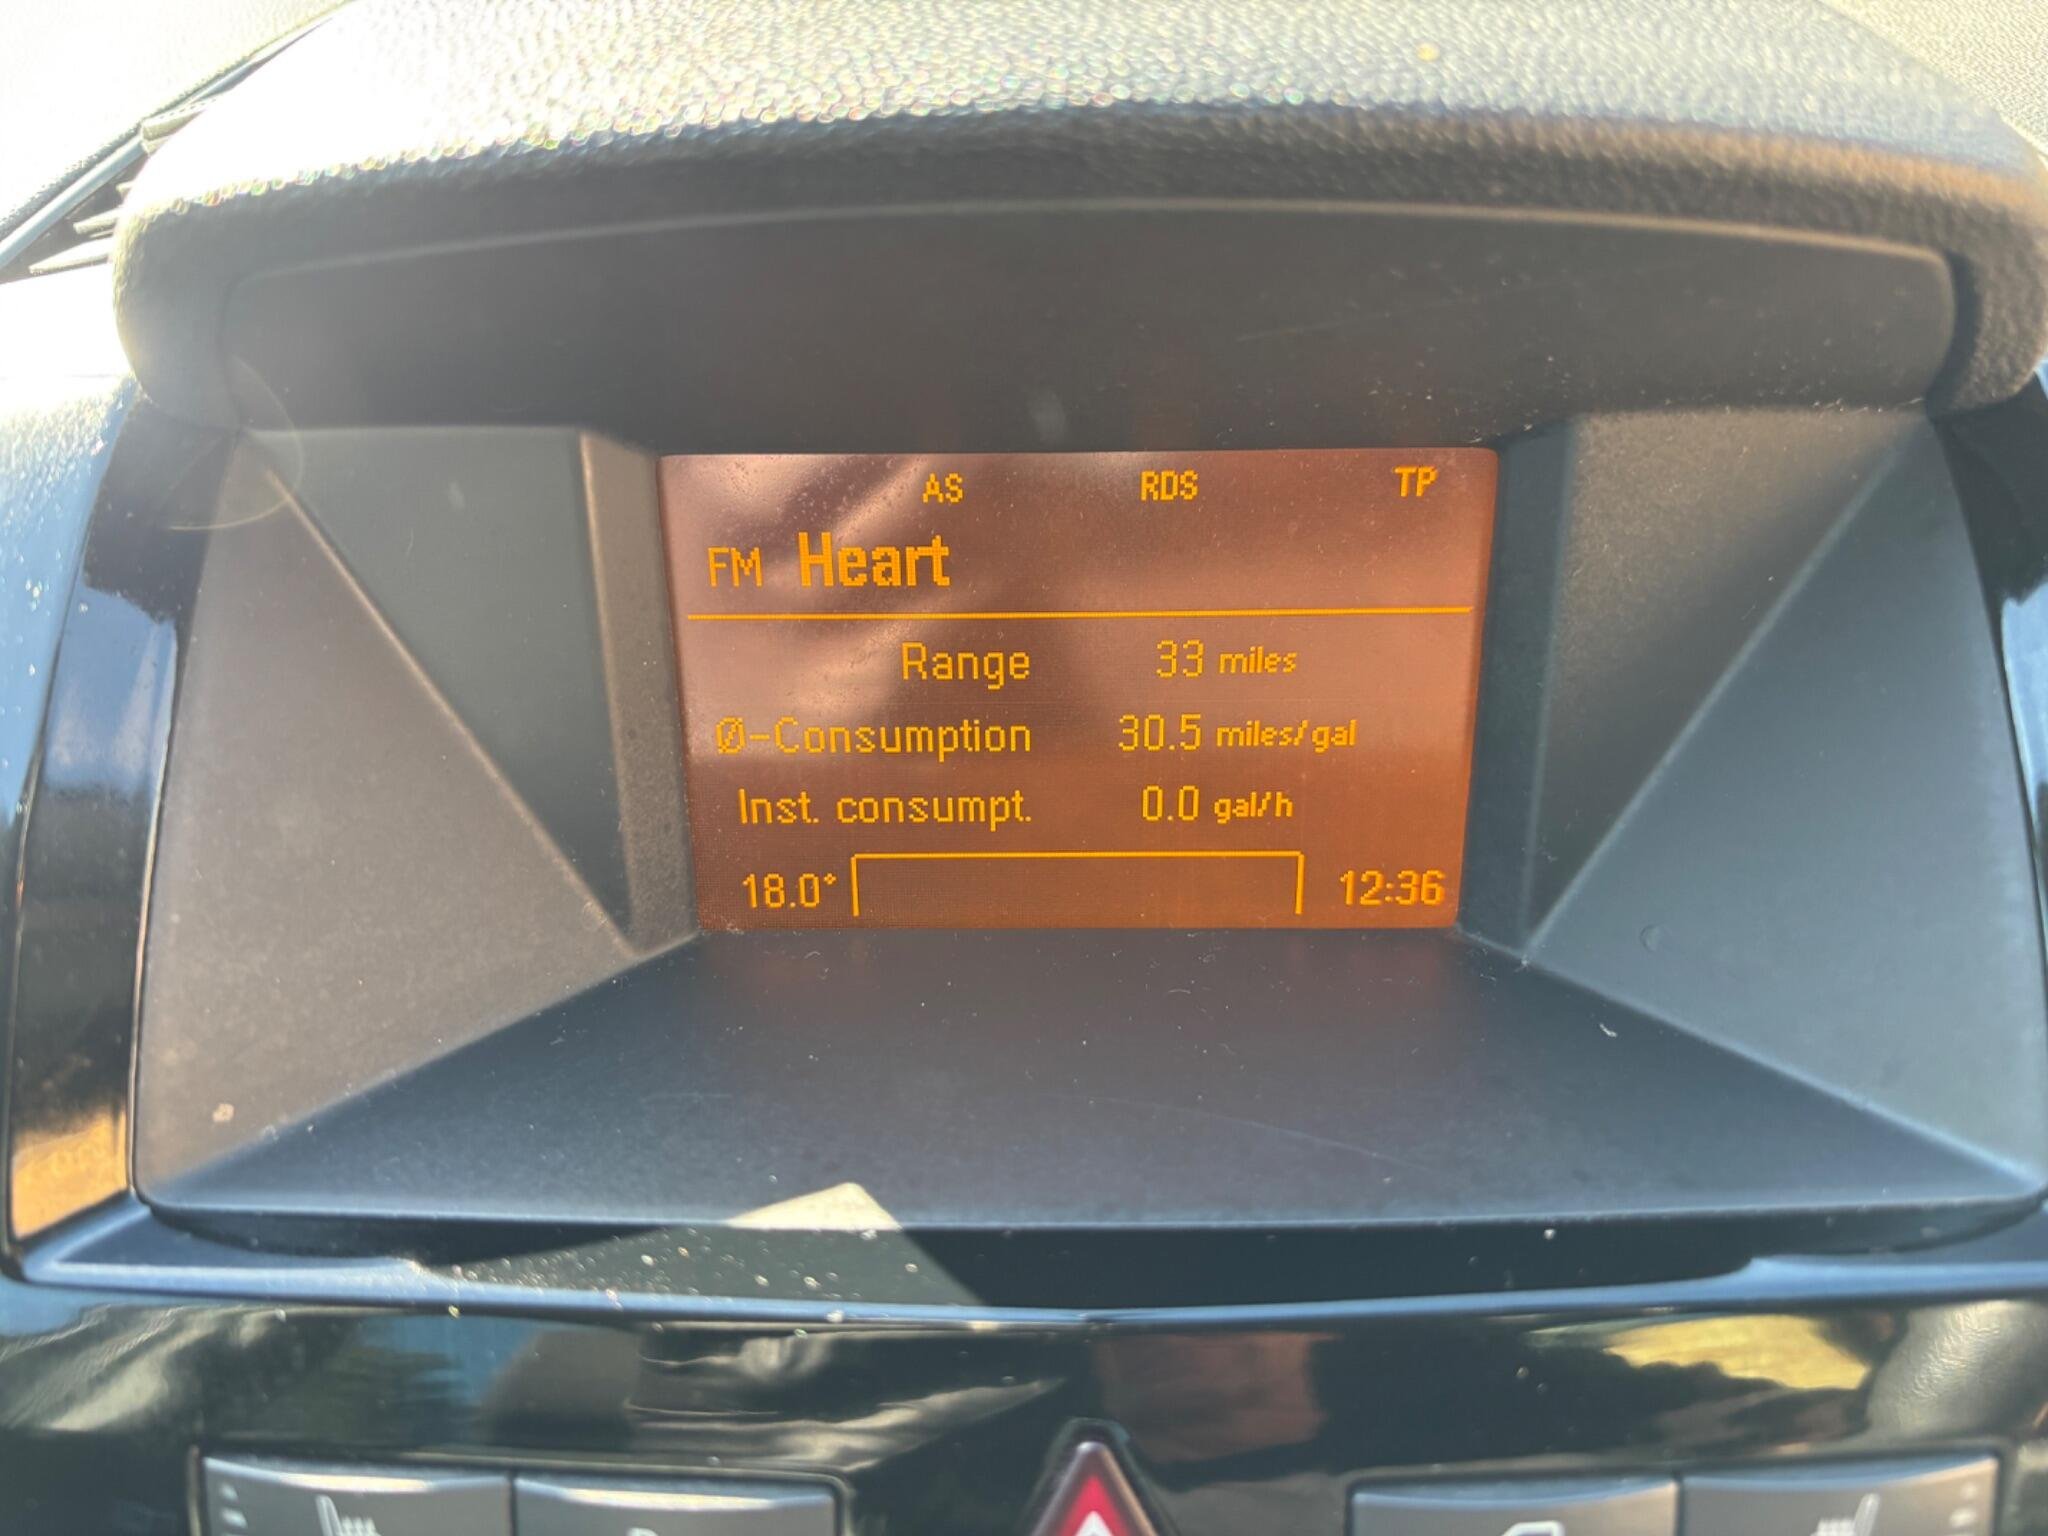 AS RDS TP
FM Heart
Range 33 miles
Ø-Consumption 30.5 miles/gal
Inst. consumpt. 0.0 gal/h
18.0° 12:36